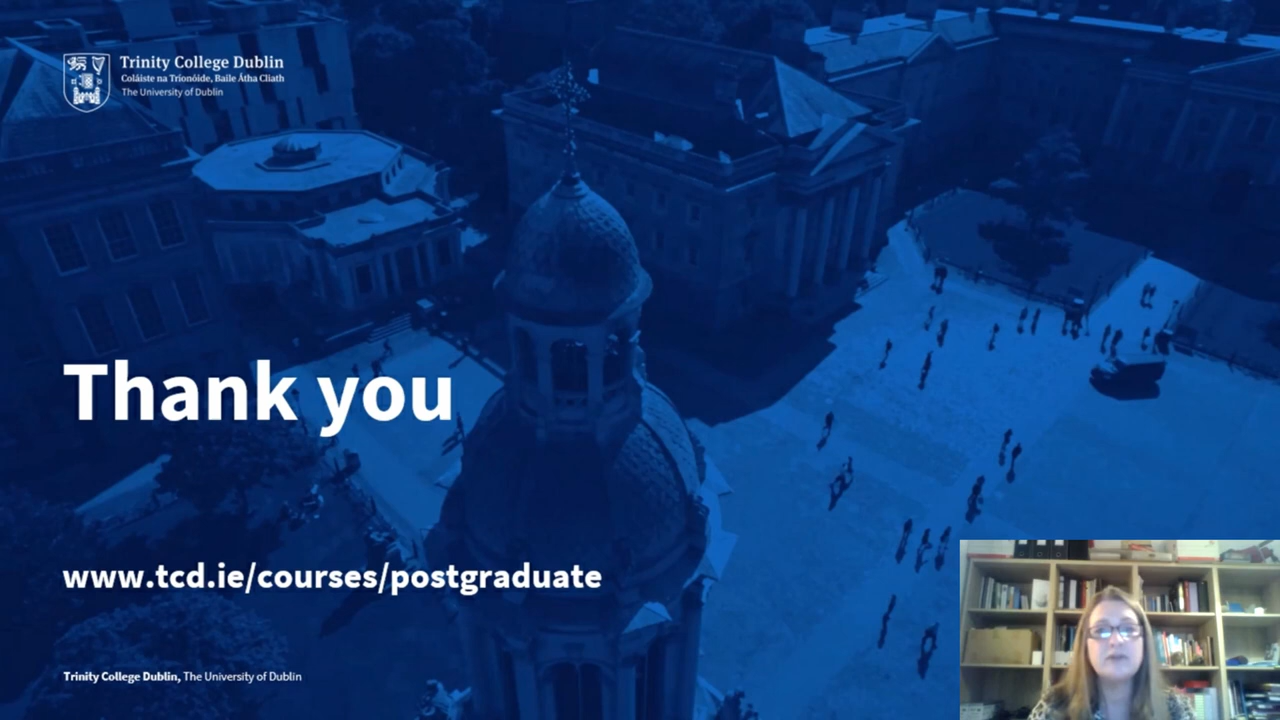 Trinity College Dublin
Coláiste na Tríonóide, Baile Átha Cliath
The University of Dublin
Thank you
www.tcd.ie/courses/postgraduate
Trinity College Dublin, The University of Dublin